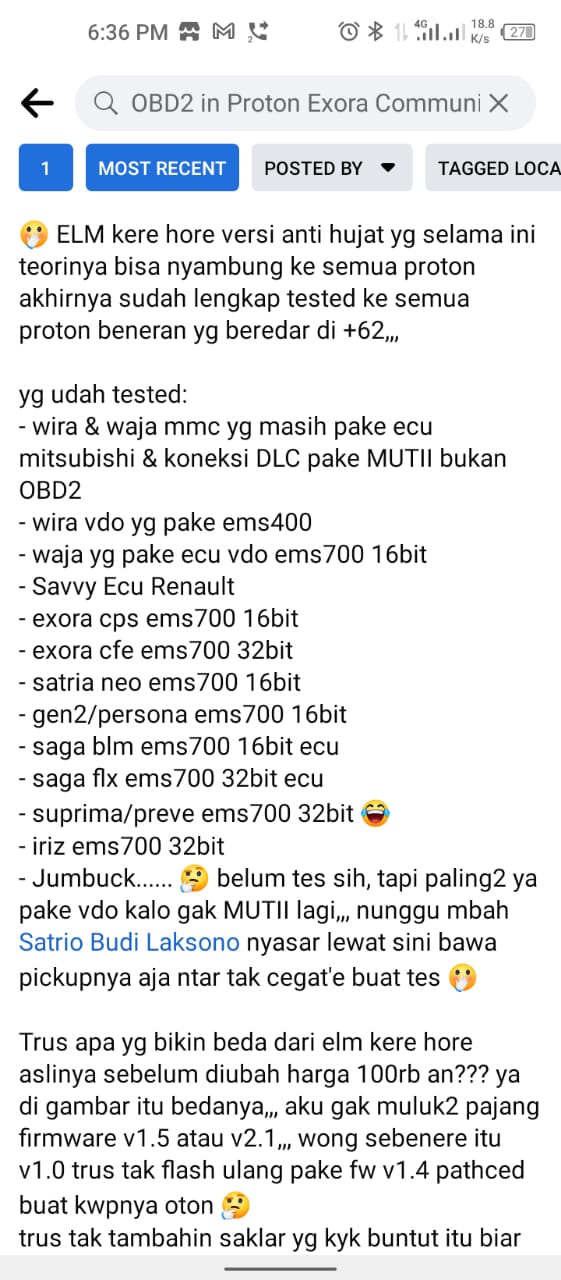 6:36 PM 2 4G 18.8 K/s 27
OBD2 in Proton Exora Communi
1 MOST RECENT POSTED BY TAGGED LOCA
🤭 ELM kere hore versi anti hujat yg selama ini
teorinya bisa nyambung ke semua proton
akhirnya sudah lengkap tested ke semua
proton beneran yg beredar di +62,,,
yg udah tested:
- wira & waja mmc yg masih pake ecu
mitsubishi & koneksi DLC pake MUTII bukan
OBD2
- wira vdo yg pake ems400
- waja yg pake ecu vdo ems700 16bit
- Savvy Ecu Renault
- exora cps ems700 16bit
- exora cfe ems700 32bit
- satria neo ems700 16bit
- gen2/persona ems700 16bit
- saga blm ems700 16bit ecu
- saga flx ems700 32bit ecu
- suprima/preve ems700 32bit 😂
- iriz ems700 32bit
- Jumbuck...... 🤔 belum tes sih, tapi paling2 ya
pake vdo kalo gak MUTII lagi,,, nunggu mbah
Satrio Budi Laksono nyasar lewat sini bawa
pickupnya aja ntar tak cegat'e buat tes 🤭
Trus apa yg bikin beda dari elm kere hore
aslinya sebelum diubah harga 100rb an??? ya
di gambar itu bedanya,,, aku gak muluk2 pajang
firmware v1.5 atau v2.1,,, wong sebenere itu
v1.0 trus tak flash ulang pake fw v1.4 pathced
buat kwpnya oton 🤔
trus tak tambahin saklar yg kyk buntut itu biar